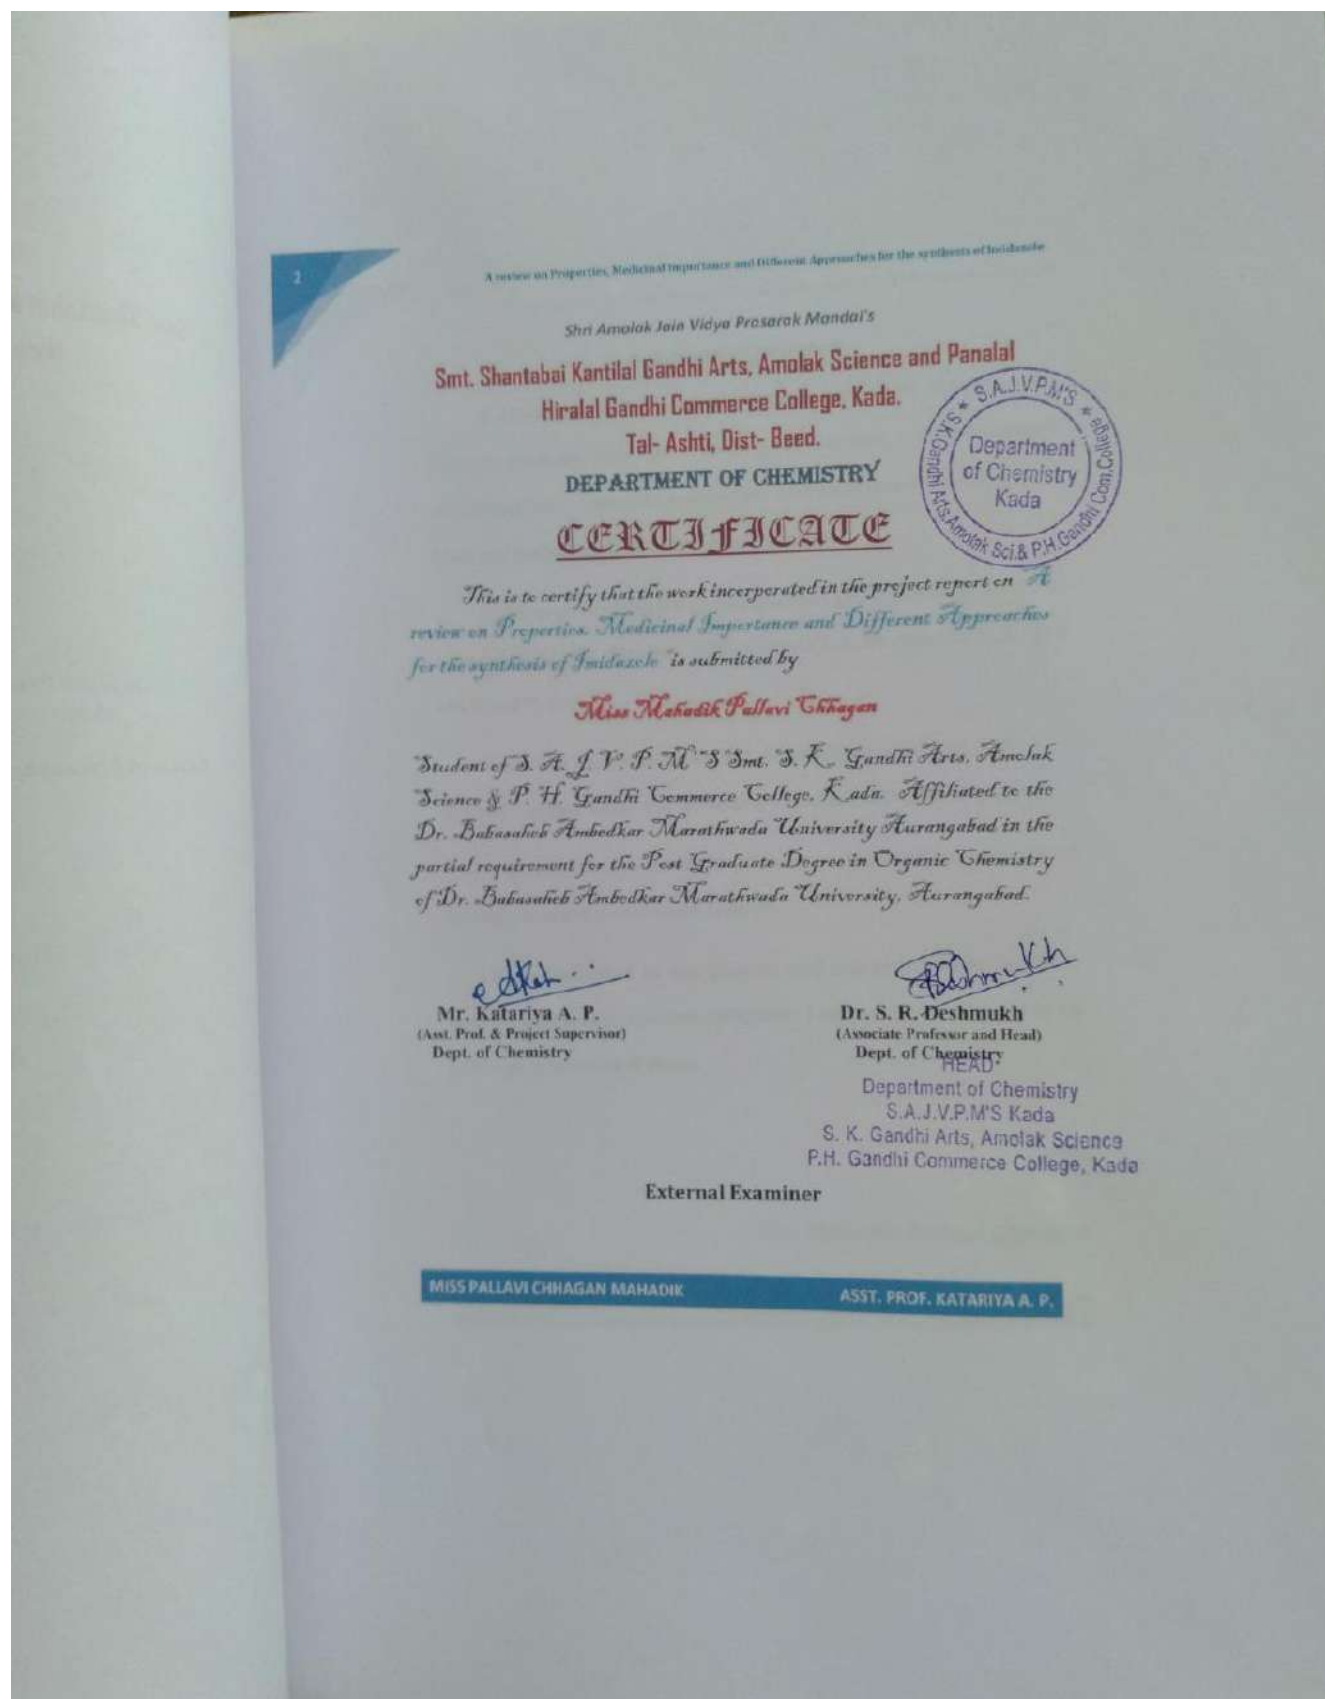 2
A review on Properties, Medicinal Importance and Different Approaches for the synthesis of Imidazole
Shri Amolak Jain Vidya Prasarak Mandal's
Smt. Shantabai Kantilal Gandhi Arts, Amolak Science and Panalal
Hiralal Gandhi Commerce College, Kada.
Tal- Ashti, Dist- Beed.
DEPARTMENT OF CHEMISTRY
S.A.J.V.P.M'S
* S.K.Gandhi Arts,Amolak Sci.& P.H.Gandhi Com.College *
Department
of Chemistry
Kada
CERTIFICATE
This is to certify that the work incorporated in the project report on "A
review on Properties, Medicinal Importance and Different Approaches
for the synthesis of Imidazole "is submitted by
Miss Mahadik Pallavi Chhagan
Student of S. A. J. V. P. M 'S Smt. S. K. Gandhi Arts, Amolak
Science & P. H. Gandhi Commerce College, Kada. Affiliated to the
Dr. Babasaheb Ambedkar Marathwada University Aurangabad in the
partial requirement for the Post Graduate Degree in Organic Chemistry
of Dr. Babasaheb Ambedkar Marathwada University, Aurangabad.
Deshmukh
Mr. Katariya A. P.
(Asst. Prof. & Project Supervisor)
Dept. of Chemistry
Dr. S. R. Deshmukh
(Associate Professor and Head)
Dept. of Chemistry
HEAD
Department of Chemistry
S.A.J.V.P.M'S Kada
S. K. Gandhi Arts, Amolak Science
P.H. Gandhi Commerce College, Kada
External Examiner
MISS PALLAVI CHHAGAN MAHADIK
ASST. PROF. KATARIYA A. P.